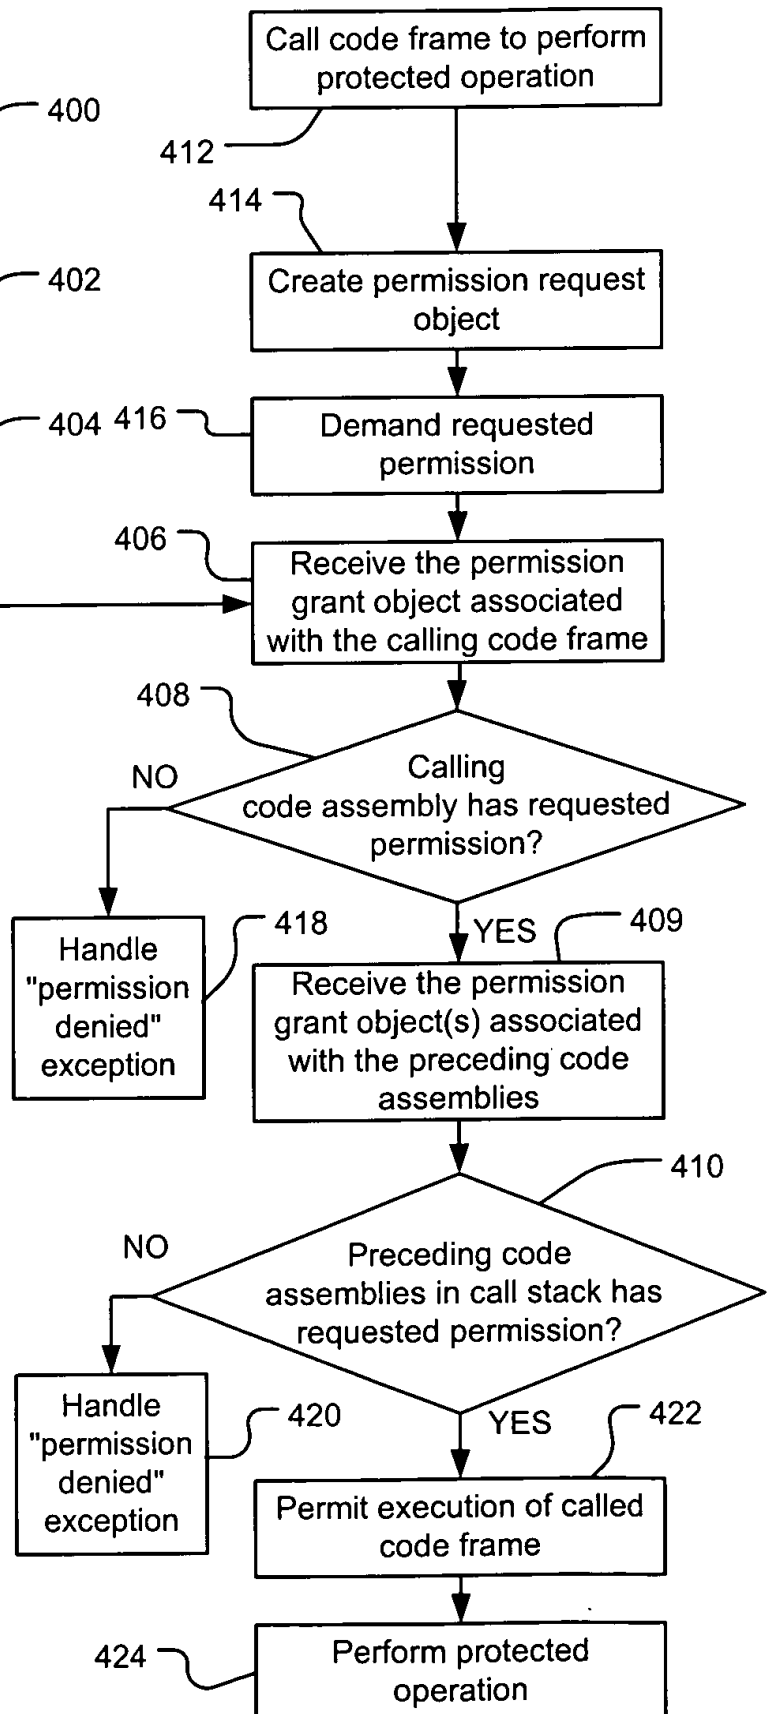 Call code frame to perform
protected operation
400
412
414
402
Create permission request
object
404
416
Demand requested
permission
406
Receive the permission
grant object associated
with the calling code frame
408
NO
Calling
code assembly has requested
permission?
YES
409
418
Handle
"permission
denied"
exception
Receive the permission
grant object(s) associated
with the preceding code
assemblies
410
NO
Preceding code
assemblies in call stack has
requested permission?
YES
422
420
Handle
"permission
denied"
exception
Permit execution of called
code frame
424
Perform protected
operation